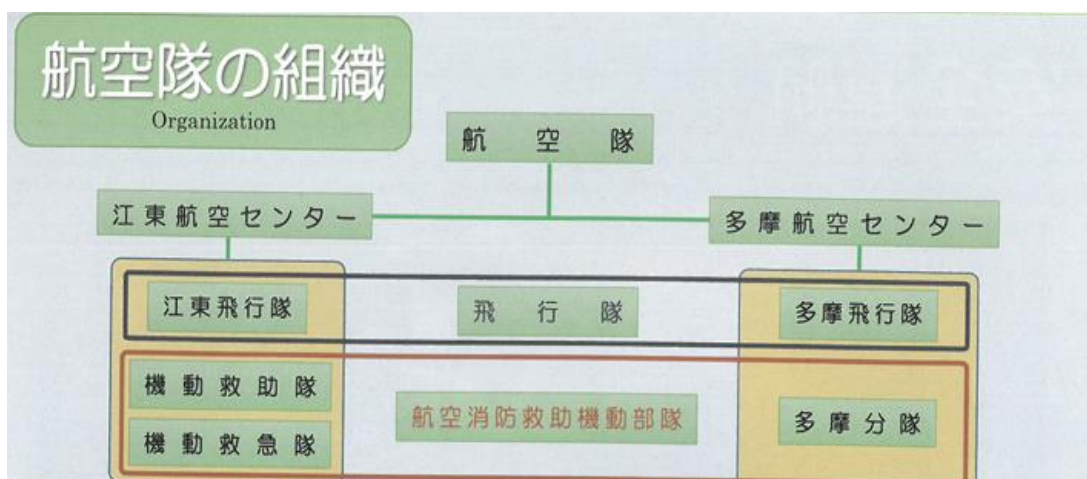 航空隊の組織
Organization
航空隊
江東航空センター
多摩航空センター
江東飛行隊
飛行隊
多摩飛行隊
機動救助隊
機動救急隊
航空消防救助機動部隊
多摩分隊